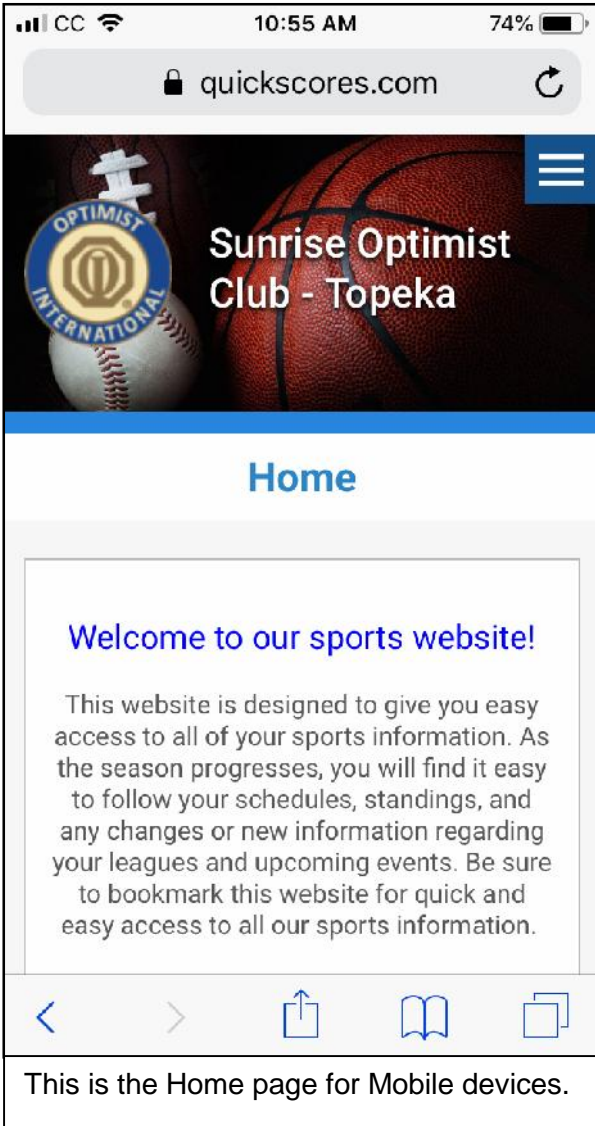 CC 10:55 AM 74%
quickscores.com
OPTIMIST
INTERNATIONAL
Sunrise Optimist
Club - Topeka
Home
Welcome to our sports website!
This website is designed to give you easy
access to all of your sports information. As
the season progresses, you will find it easy
to follow your schedules, standings, and
any changes or new information regarding
your leagues and upcoming events. Be sure
to bookmark this website for quick and
easy access to all our sports information.
This is the Home page for Mobile devices.